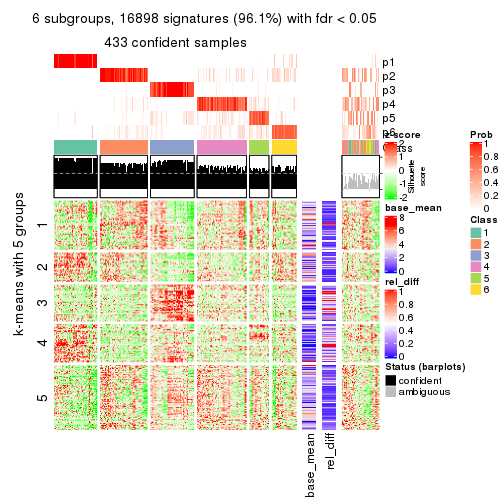 6 subgroups, 16898 signatures (96.1%) with fdr < 0.05
433 confident samples
p1
p2
p3
p4
p5
p6
Class
Silhouette
score
k-means with 5 groups
1
2
3
4
5
base_mean
rel_diff
z-score
2
1
0
-1
-2
base_mean
8
6
4
2
0
rel_diff
1
0.8
0.6
0.4
0.2
0
Status (barplots)
confident
ambiguous
Prob
1
0.8
0.6
0.4
0.2
0
Class
1
2
3
4
5
6